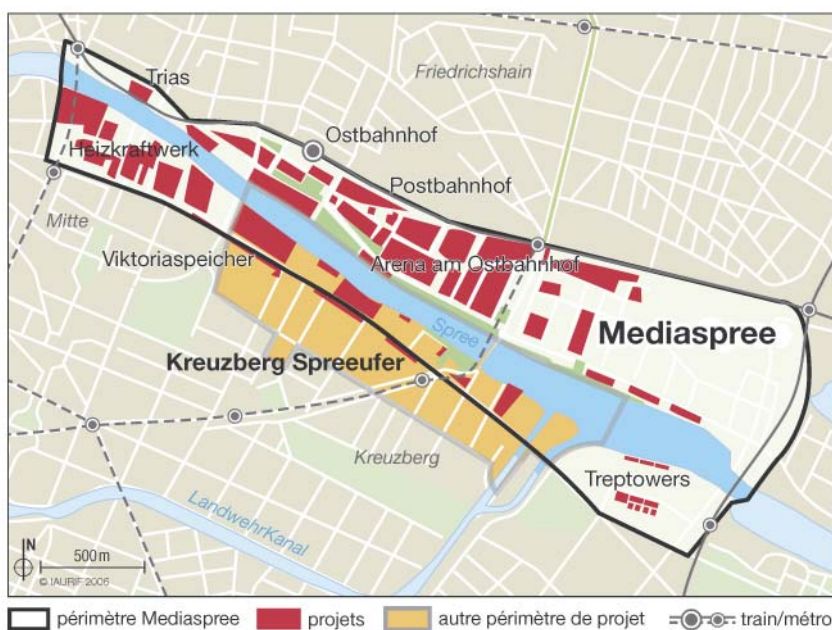 Trias
Friedrichshain
Ostbahnhof
Heizkraftwerk
Postbahnhof
Mitte
Viktoriaspeicher
Arena am Ostbahnhof
Spree
Mediaspree
Kreuzberg Spreeufer
Kreuzberg
Treptowers
LandwehrKanal
N
500 m
© IAURIF 2006
périmètre Mediaspree
projets
autre périmètre de projet
train/métro